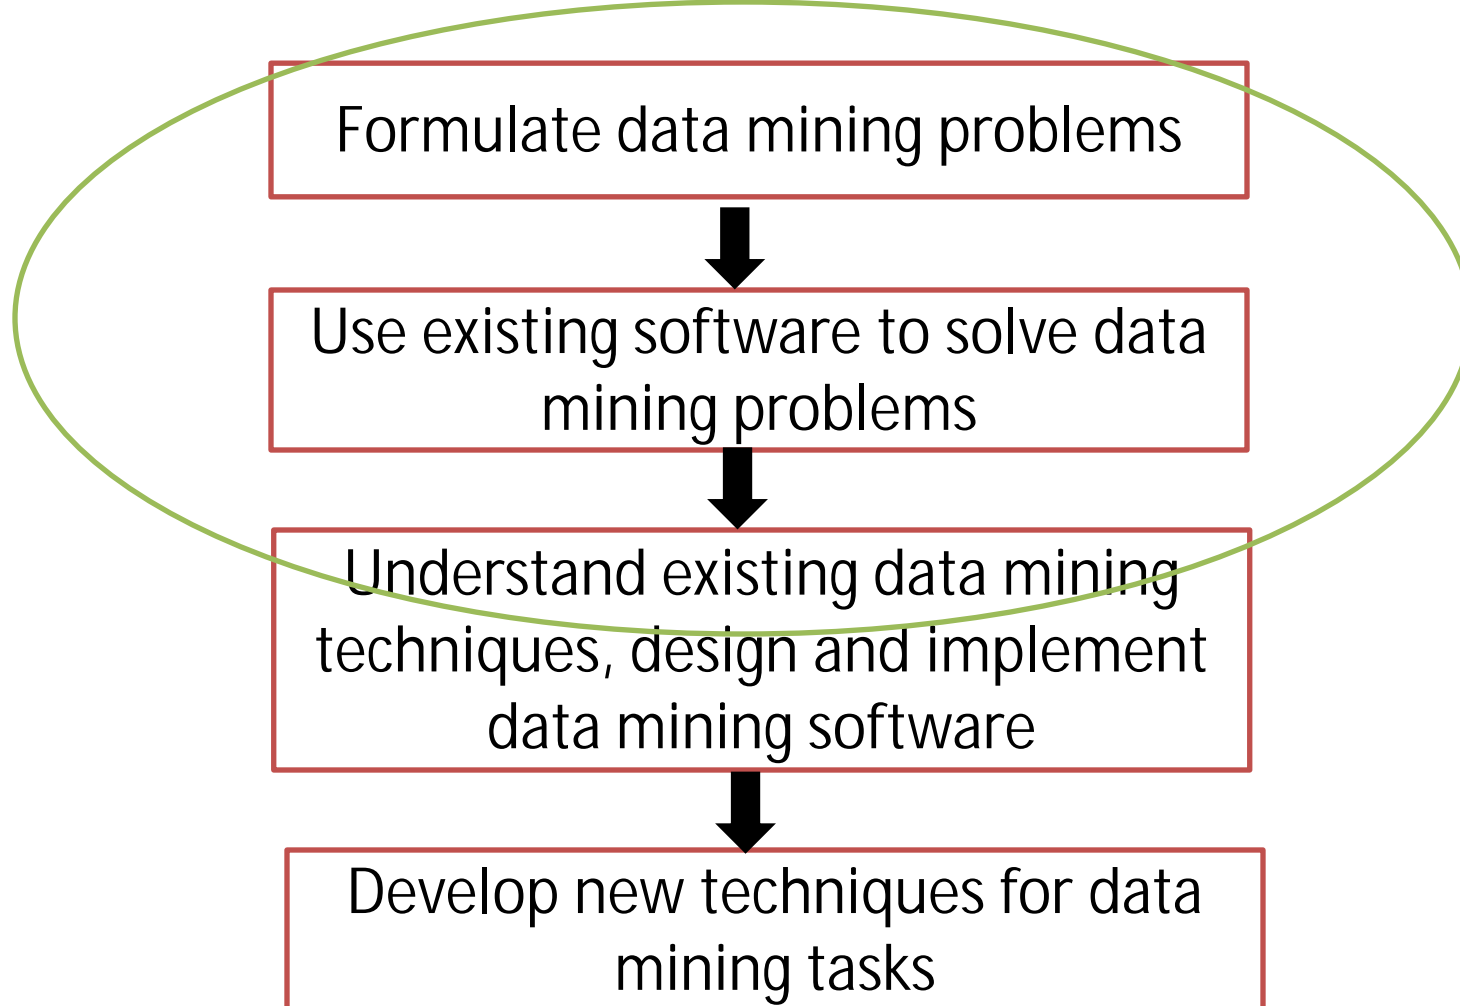 Formulate data mining problems
Use existing software to solve data
mining problems
Understand existing data mining
techniques, design and implement
data mining software
Develop new techniques for data
mining tasks